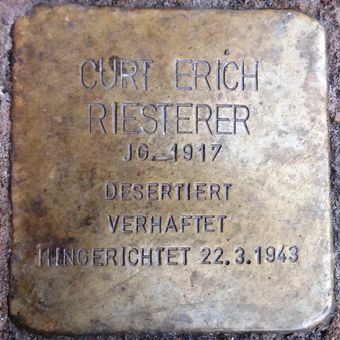 CURT ERICH
RIESTERER
JG. 1917
DESERTIERT
VERHAFTET
HINGERICHTET 22.3.1943